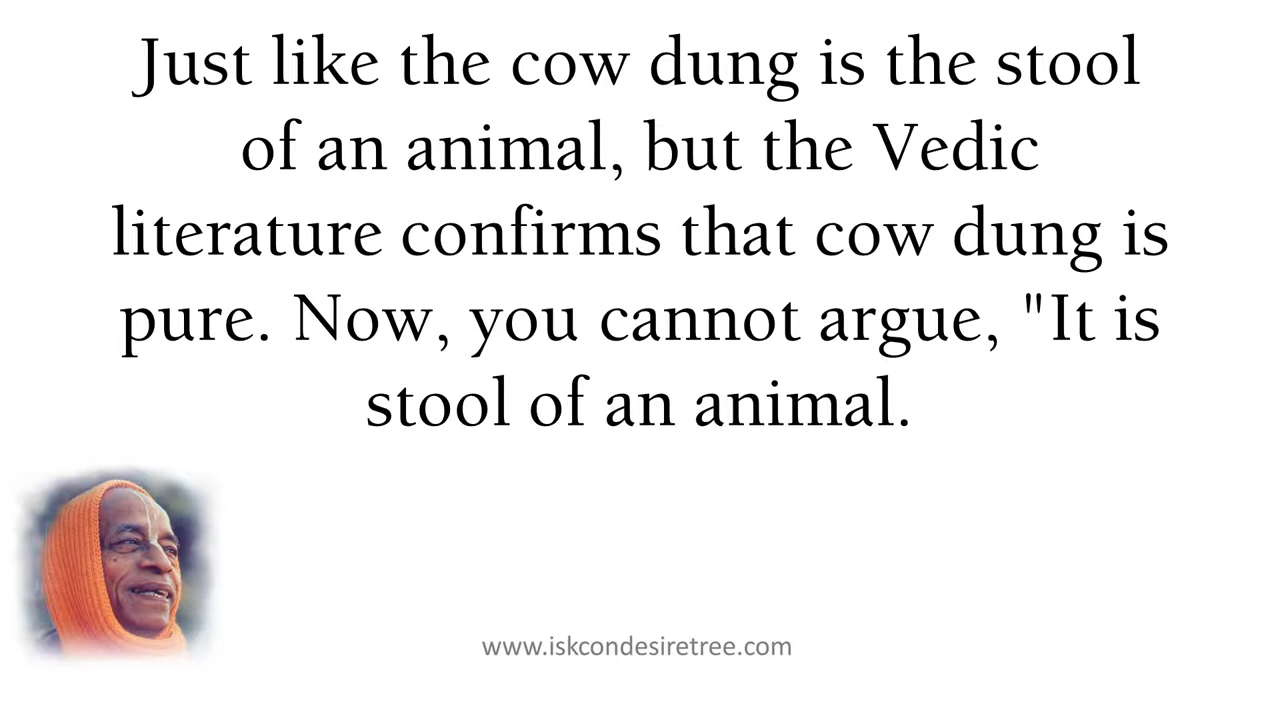 Just like the cow dung is the stool
of an animal, but the Vedic
literature confirms that cow dung is
pure. Now, you cannot argue, "It is
stool of an animal.
www.iskcondesiretree.com